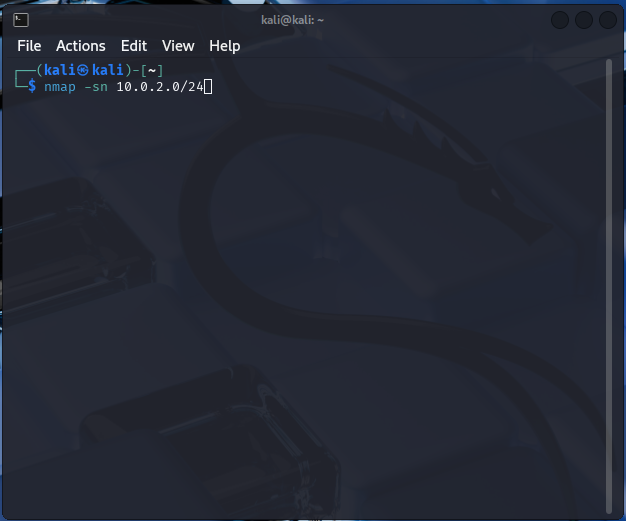 kali@kali: ~
File Actions Edit View Help
┌──(kali㉿kali)-[~]
└─$ nmap -sn 10.0.2.0/24